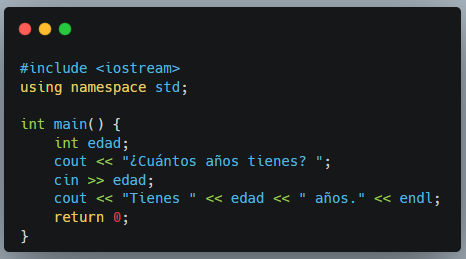 #include <iostream>
using namespace std;
int main() {
int edad;
cout << "¿Cuántos años tienes? ";
cin >> edad;
cout << "Tienes " << edad << " años." << endl;
return 0;
}